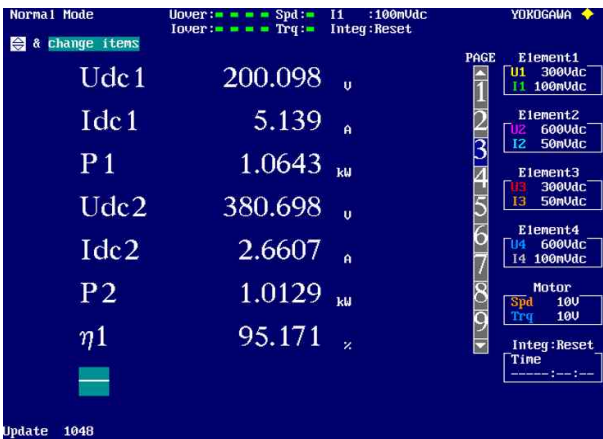 Normal Mode Uover: Spd: I1 :100mVdc YOKOGAWA
Iover: Trq: Integ:Reset
& change items
PAGE
Udc1 200.098 V
Idc1 5.139 A
P1 1.0643 kW
Udc2 380.698 V
Idc2 2.6607 A
P2 1.0129 kW
η1 95.171 %
1
2
3
4
5
6
7
8
9
Element1
U1 300Vdc
I1 100mVdc
Element2
U2 600Vdc
I2 50mVdc
Element3
U3 300Vdc
I3 50mVdc
Element4
U4 600Vdc
I4 100mVdc
Motor
Spd 10V
Trq 10V
Integ:Reset
Time
-----:--:--
Update 1048